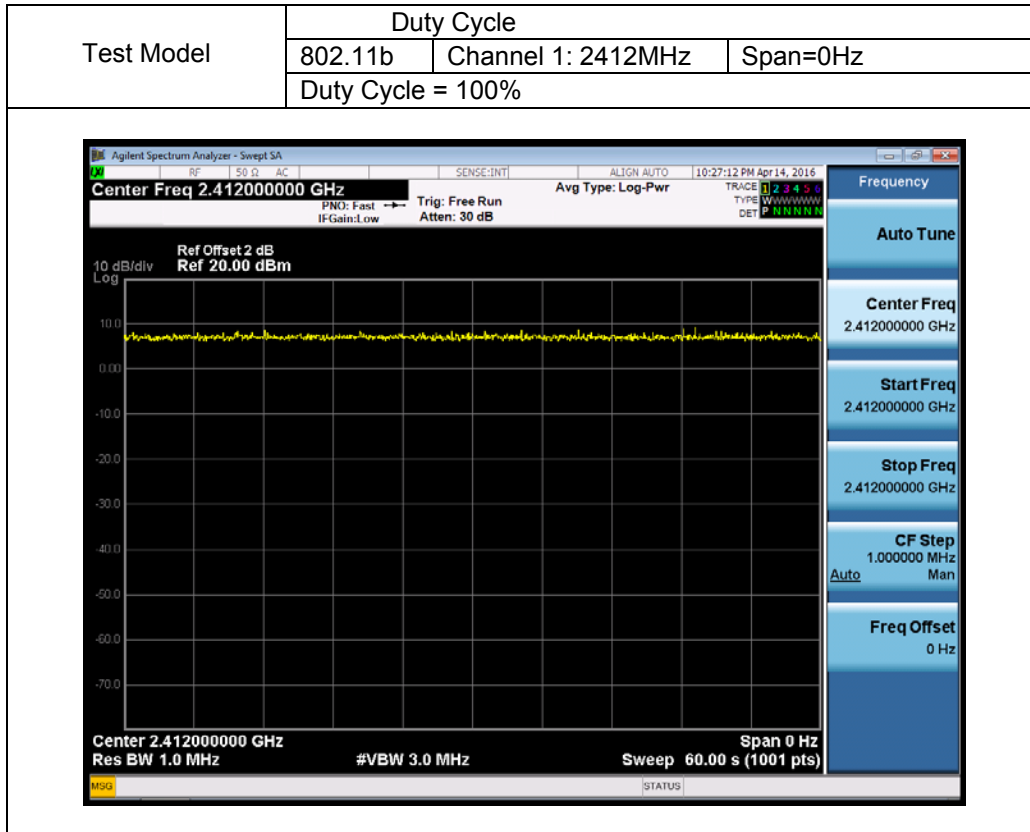 Test Model
Duty Cycle
802.11b Channel 1: 2412MHz Span=0Hz
Duty Cycle = 100%
Agilent Spectrum Analyzer - Swept SA
LXI RF 50 Ω AC SENSE:INT ALIGN AUTO 10:27:12 PM Apr 14, 2016
Center Freq 2.412000000 GHz
PNO: Fast
IFGain:Low
Trig: Free Run
Atten: 30 dB
Avg Type: Log-Pwr
TRACE 1 2 3 4 5 6
TYPE WWWWWW
DET P N N N N N
Ref Offset 2 dB
10 dB/div Ref 20.00 dBm
Log
10.0
0.00
-10.0
-20.0
-30.0
-40.0
-50.0
-60.0
-70.0
Center 2.412000000 GHz Span 0 Hz
Res BW 1.0 MHz #VBW 3.0 MHz Sweep 60.00 s (1001 pts)
MSG STATUS
Frequency
Auto Tune
Center Freq
2.412000000 GHz
Start Freq
2.412000000 GHz
Stop Freq
2.412000000 GHz
CF Step
1.000000 MHz
Auto Man
Freq Offset
0 Hz